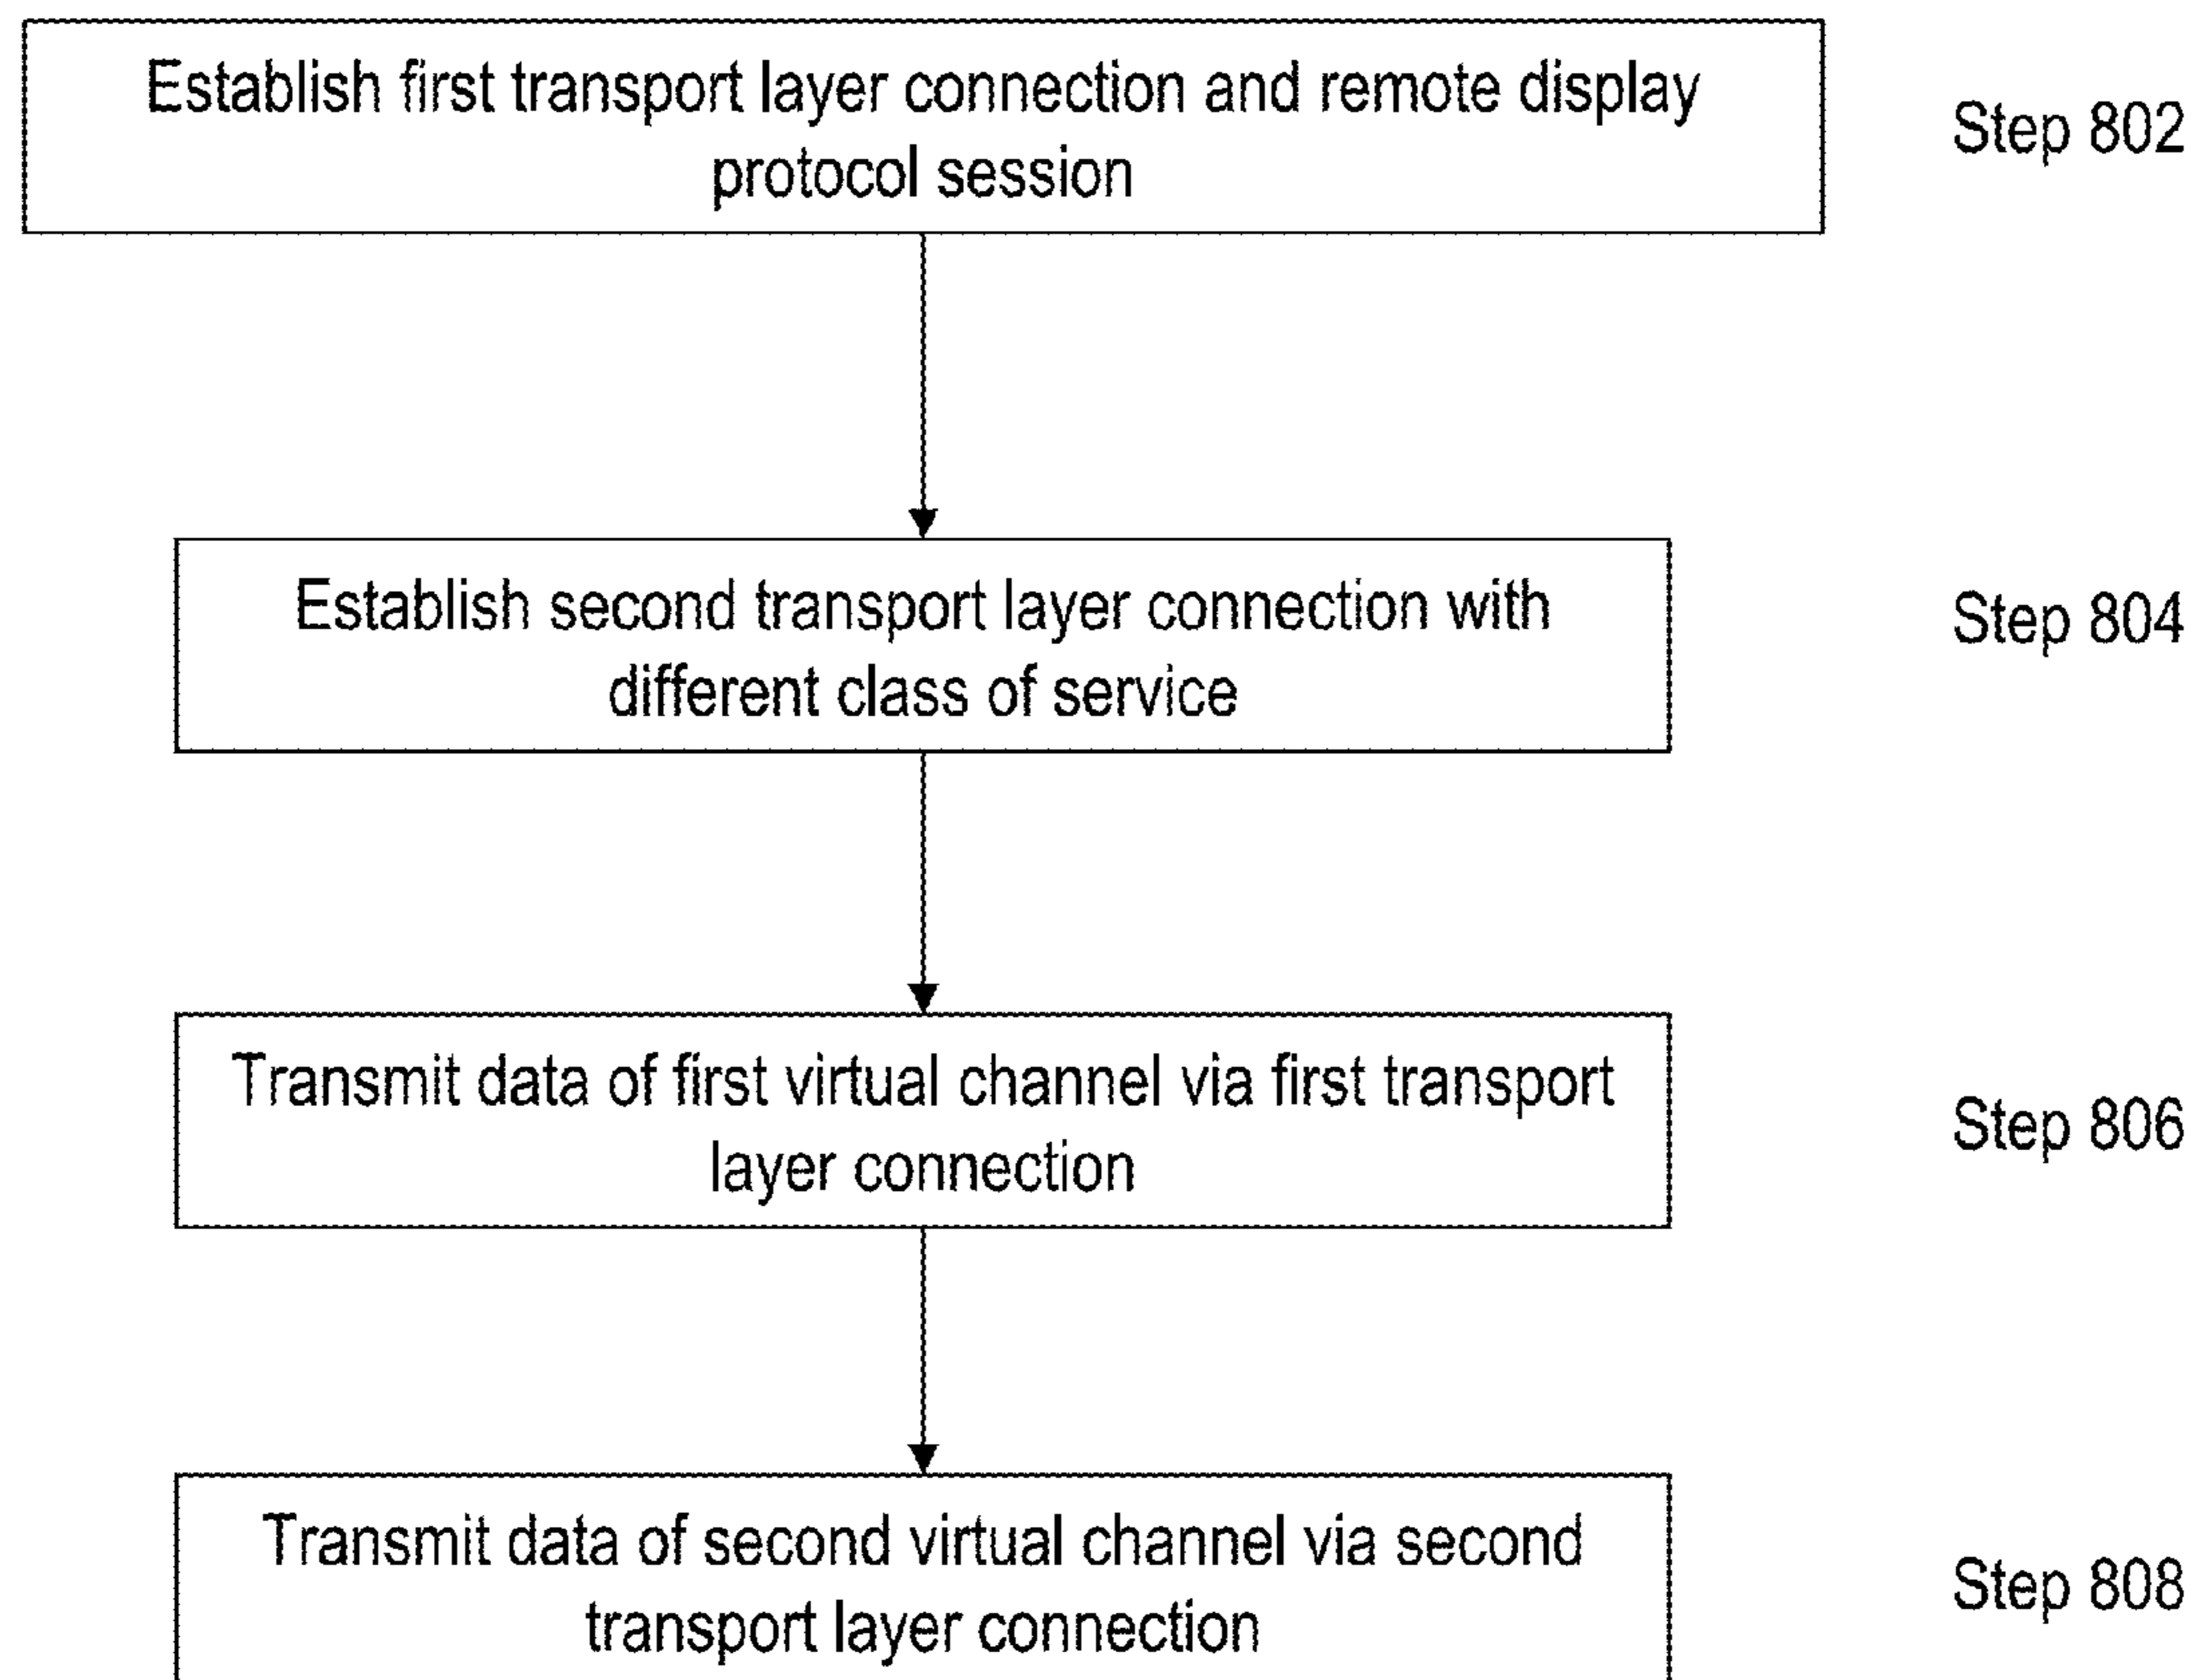 Establish first transport layer connection and remote display
protocol session
Step 802
Establish second transport layer connection with
different class of service
Step 804
Transmit data of first virtual channel via first transport
layer connection
Step 806
Transmit data of second virtual channel via second
transport layer connection
Step 808